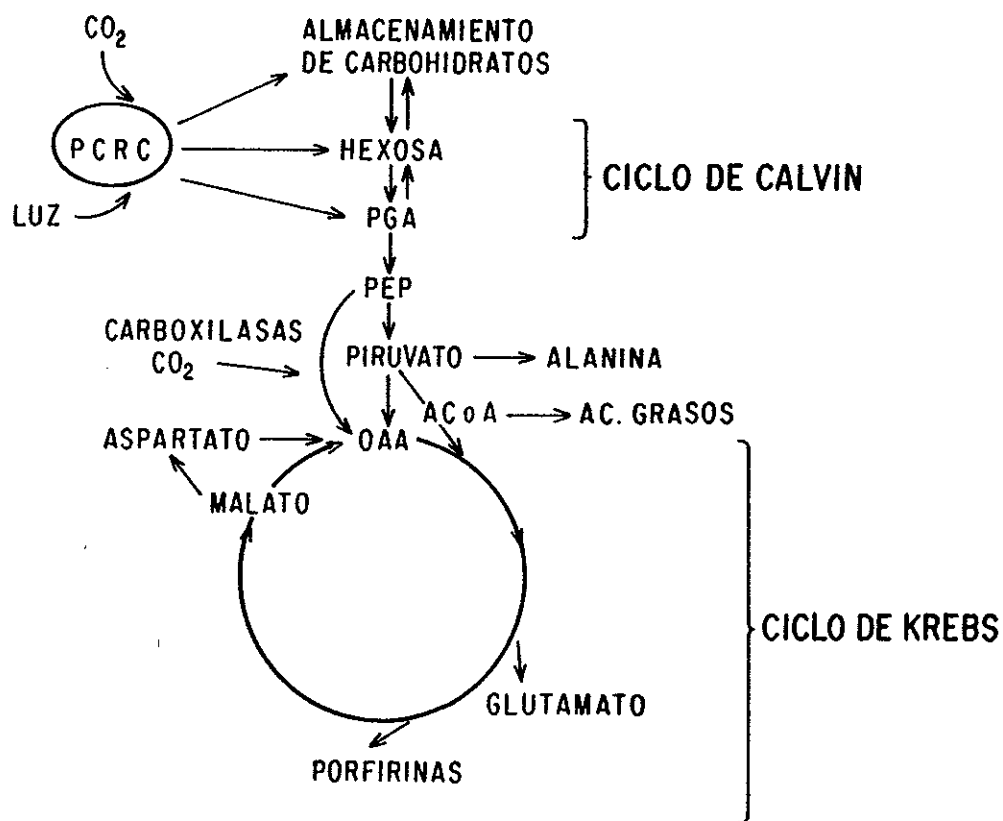 CO₂
ALMACENAMIENTO
DE CARBOHIDRATOS
PCRC
HEXOSA
CICLO DE CALVIN
LUZ
PGA
PEP
CARBOXILASAS
CO₂
PIRUVATO
ALANINA
ACoA
AC. GRASOS
ASPARTATO
OAA
MALATO
CICLO DE KREBS
GLUTAMATO
PORFIRINAS